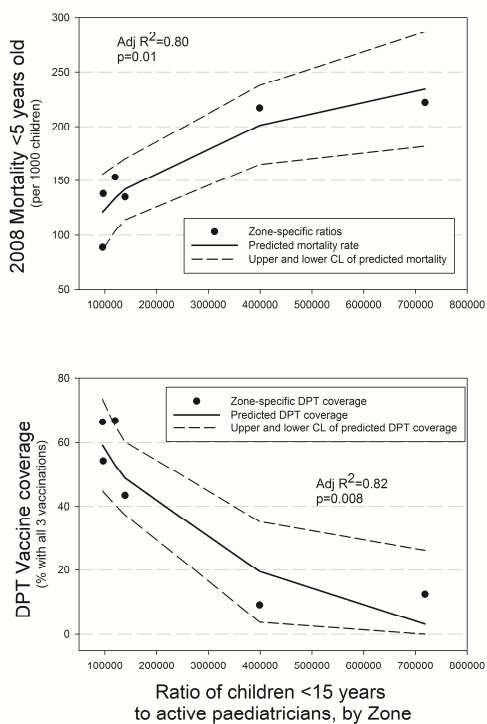 300
250
200
150
100
50
2008 Mortality <5 years old
(per 1000 children)
Adj R2=0.80
p=0.01
Zone-specific ratios
Predicted mortality rate
Upper and lower CL of predicted mortality
100000 200000 300000 400000 500000 600000 700000 800000
80
60
40
20
0
DPT Vaccine coverage
(% with all 3 vaccinations)
Zone-specific DPT coverage
Predicted DPT coverage
Upper and lower CL of predicted DPT coverage
Adj R2=0.82
p=0.008
100000 200000 300000 400000 500000 600000 700000 800000
Ratio of children <15 years
to active paediatricians, by Zone